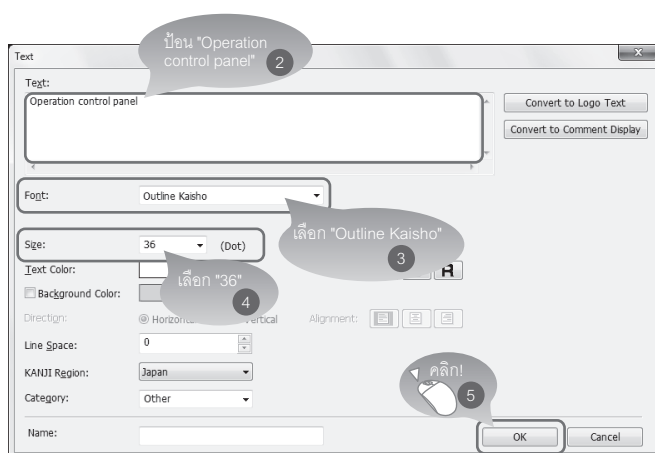 ป้อน "Operation
control panel" 2
Text
x
Text:
Operation control panel
Convert to Logo Text
Convert to Comment Display
Font:
Outline Kaisho
เลือก "Outline Kaisho"
3
Size:
36
(Dot)
Text Color:
R
เลือก "36"
4
Background Color:
Direction:
Alignment:
Line Space:
0
KANJI Region:
Japan
คลิก!
5
Category:
Other
Name:
OK
Cancel